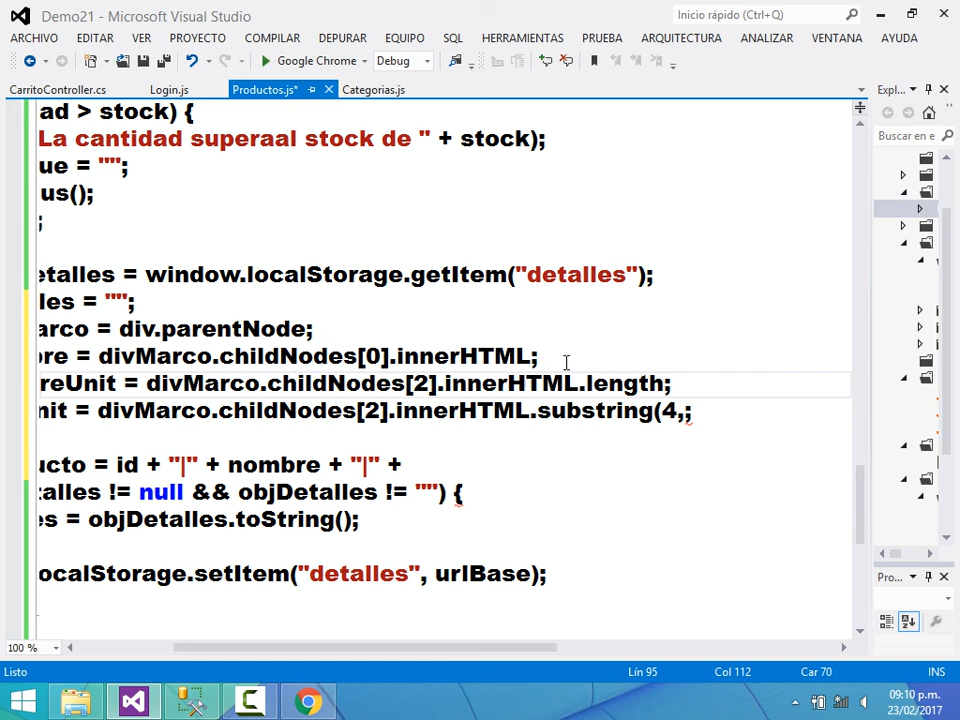 Demo21 - Microsoft Visual Studio
Inicio rápido (Ctrl+Q)
ARCHIVO EDITAR VER PROYECTO COMPILAR DEPURAR EQUIPO SQL HERRAMIENTAS PRUEBA ARQUITECTURA ANALIZAR VENTANA AYUDA
Google Chrome Debug
CarritoController.cs Login.js Productos.js* Categorias.js Expl...
Buscar en e
ad > stock) {
La cantidad superaal stock de " + stock);
ue = "";
us();
;
etalles = window.localStorage.getItem("detalles");
les = "";
arco = div.parentNode;
bre = divMarco.childNodes[0].innerHTML;
reUnit = divMarco.childNodes[2].innerHTML.length;
nit = divMarco.childNodes[2].innerHTML.substring(4,;
ucto = id + "|" + nombre + "|" +
talles != null && objDetalles != "") {
es = objDetalles.toString();
ocalStorage.setItem("detalles", urlBase);
Pro...
100 %
Listo Lín 95 Col 112 Car 70 INS
09:10 p.m.
23/02/2017